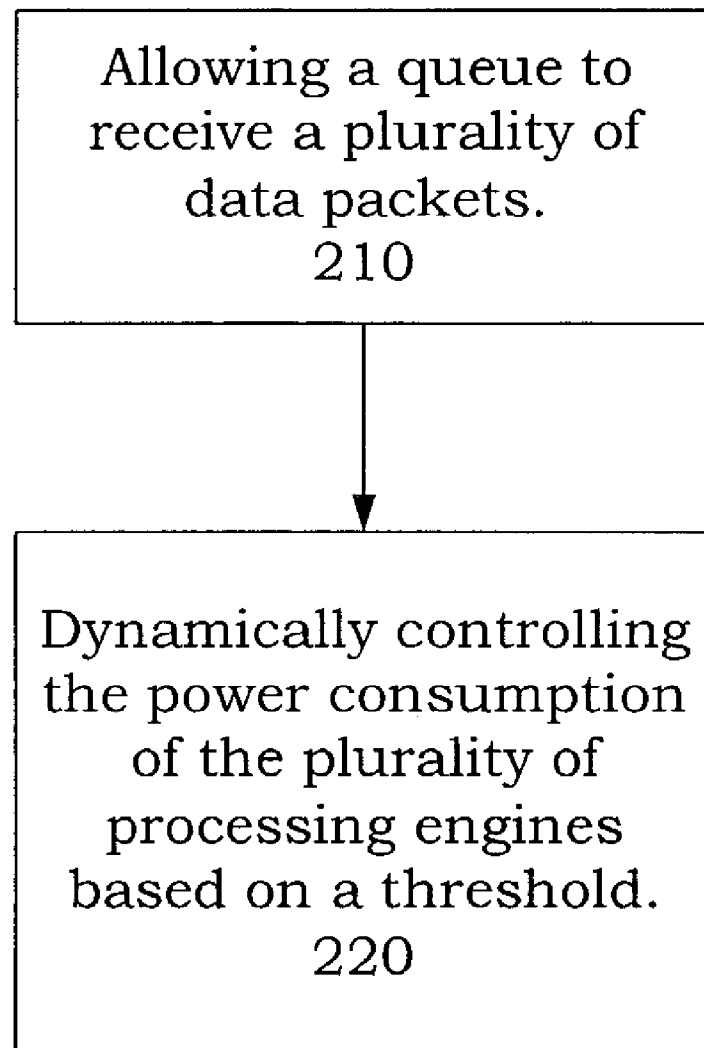 Allowing a queue to
receive a plurality of
data packets.
210
Dynamically controlling
the power consumption
of the plurality of
processing engines
based on a threshold.
220